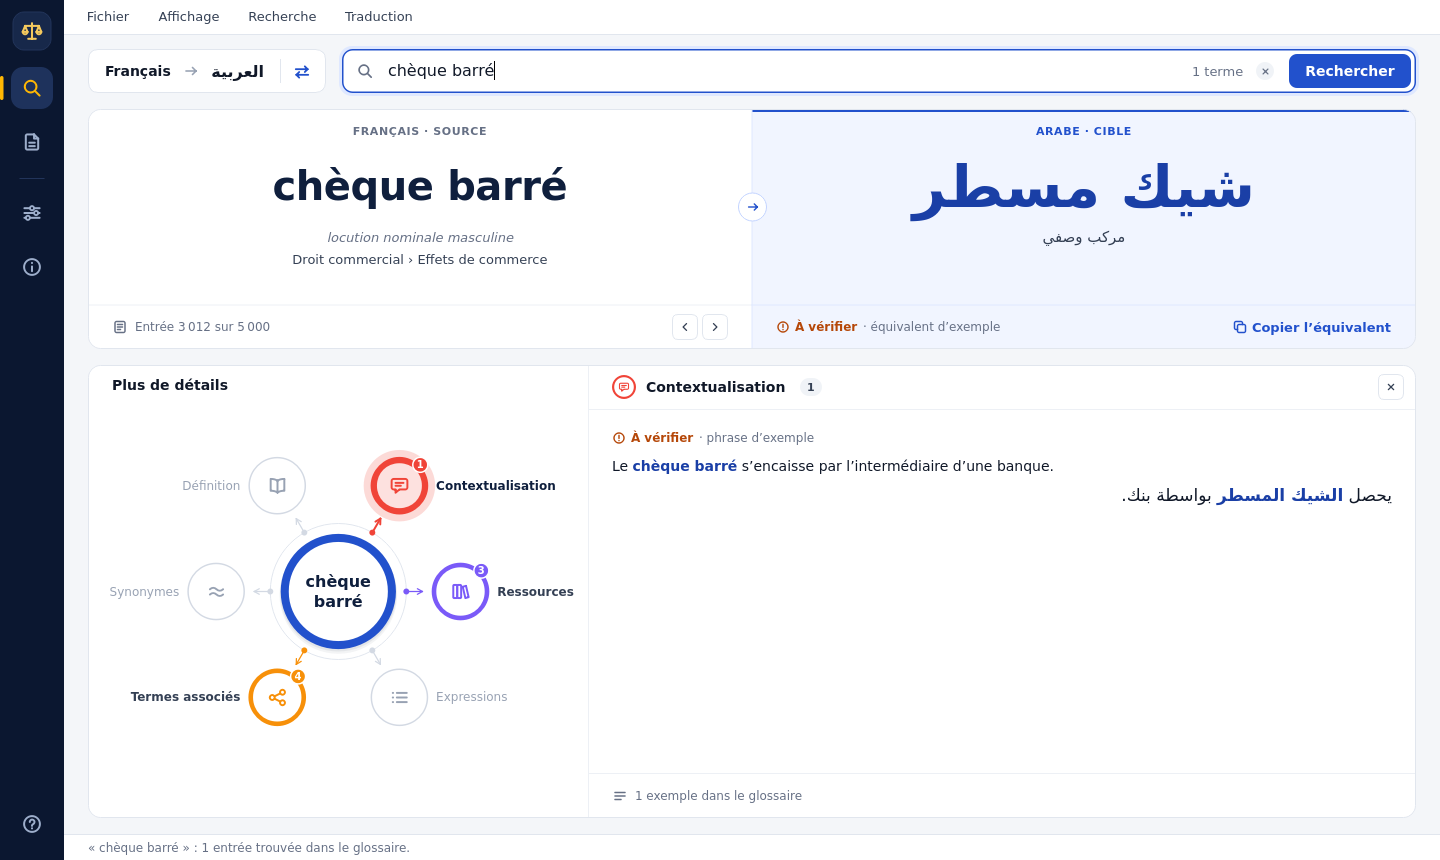 Fichier Affichage Recherche Traduction
Français → العربية
chèque barré
1 terme
Rechercher
FRANÇAIS · SOURCE
chèque barré
locution nominale masculine
Droit commercial › Effets de commerce
Entrée 3 012 sur 5 000
ARABE · CIBLE
شيك مسطر
مركب وصفي
À vérifier · équivalent d’exemple
Copier l’équivalent
Plus de détails
Définition
1
Contextualisation
Synonymes
chèque
barré
3
Ressources
Termes associés
4
Expressions
Contextualisation 1
À vérifier · phrase d’exemple
Le chèque barré s’encaisse par l’intermédiaire d’une banque.
يحصل الشيك المسطر بواسطة بنك.
1 exemple dans le glossaire
« chèque barré » : 1 entrée trouvée dans le glossaire.